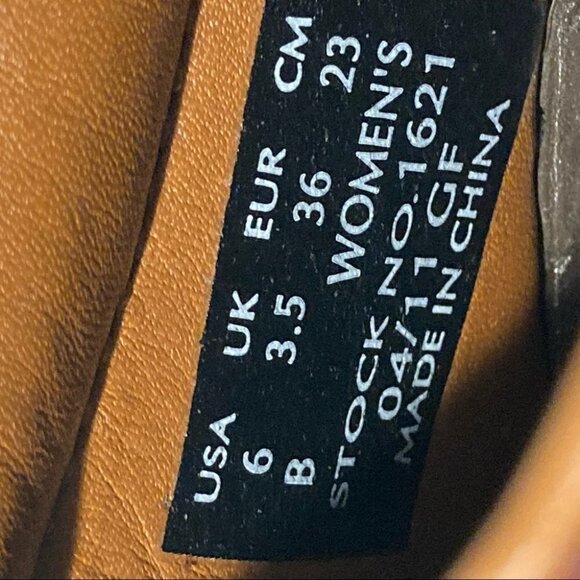 USA UK EUR CM
6 3.5 36 23
B WOMEN'S
STOCK NO.1621
04/11 GF
MADE IN CHINA